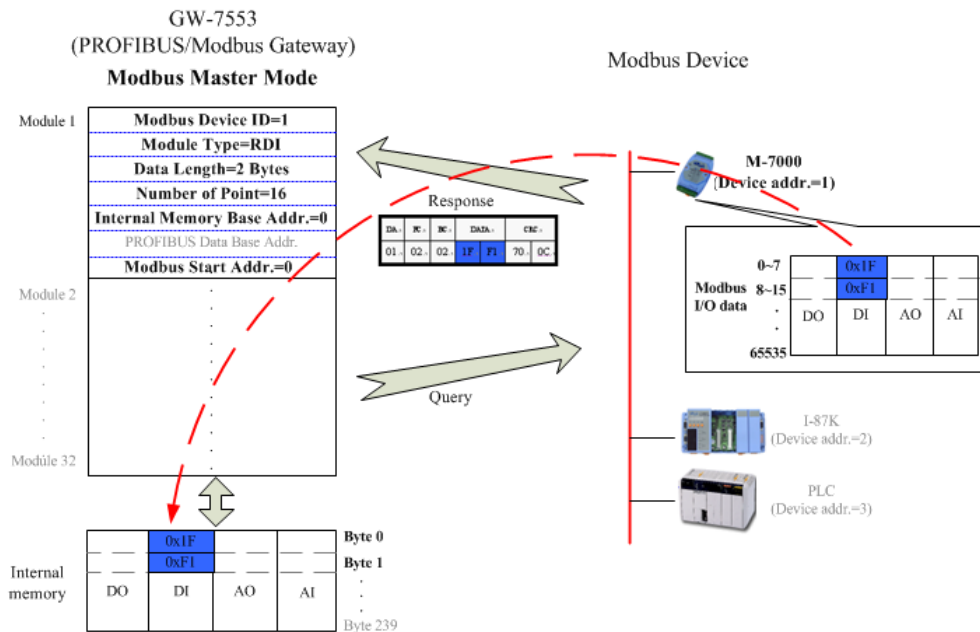 GW-7553
(PROFIBUS/Modbus Gateway)
Modbus Master Mode
Modbus Device
Module 1
Modbus Device ID=1
Module Type=RDI
Data Length=2 Bytes
Number of Point=16
Internal Memory Base Addr.=0
PROFIBUS Data Base Addr.
Modbus Start Addr.=0
Module 2
Module 32
Response
DA FC BC DATA CRC
01 02 02 1F F1 70 0C
Query
M-7000
(Device addr.=1)
Modbus
I/O data
0~7 0x1F
8~15 0xF1
DO DI AO AI
65535
I-87K
(Device addr.=2)
PLC
(Device addr.=3)
Internal
memory
0x1F Byte 0
0xF1 Byte 1
DO DI AO AI
Byte 239